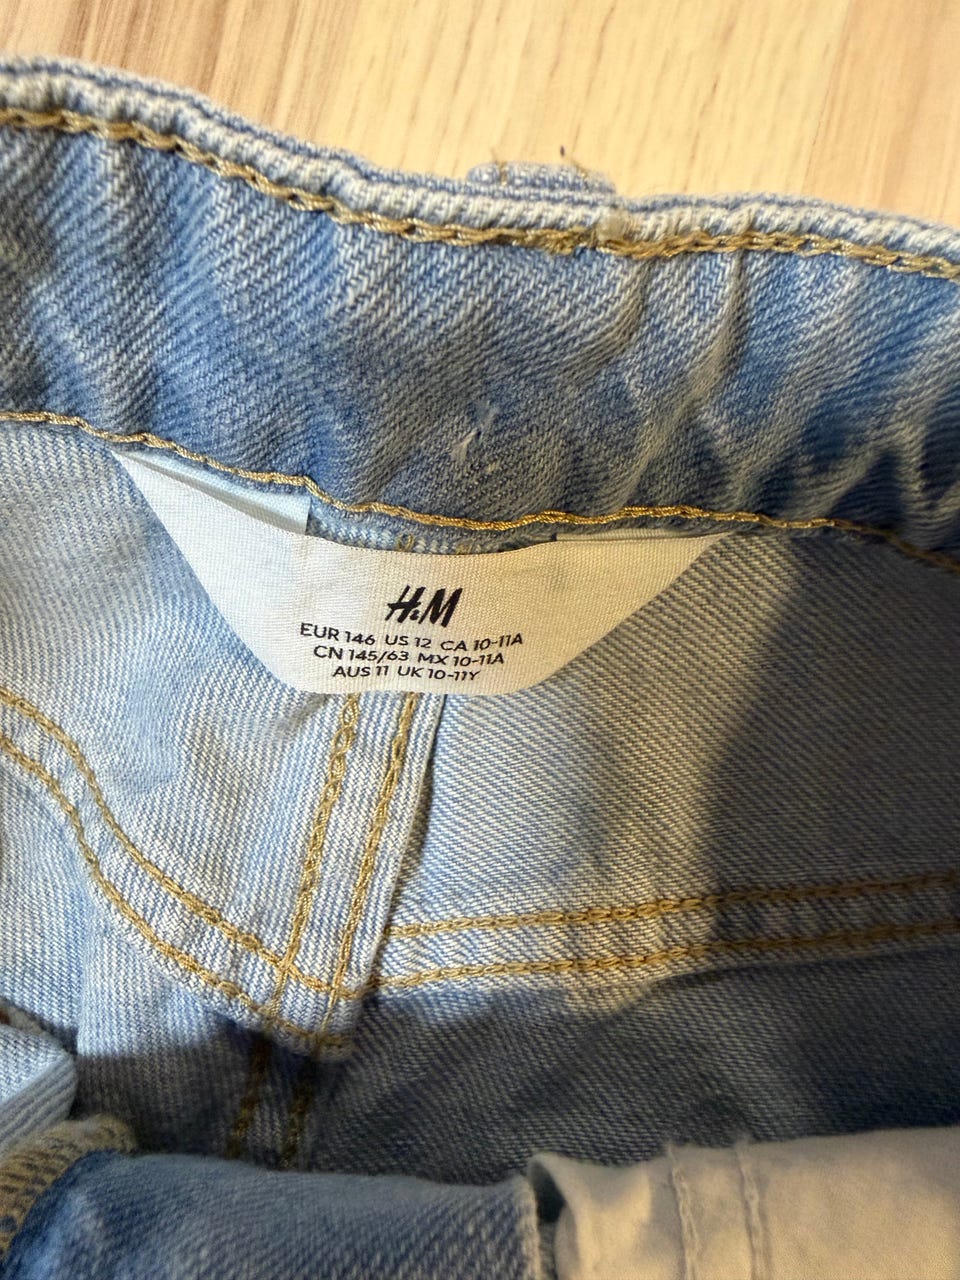 H&M
EUR 146 US 12 CA 10-11A
CN 145/63 MX 10-11A
AUS 11 UK 10-11Y